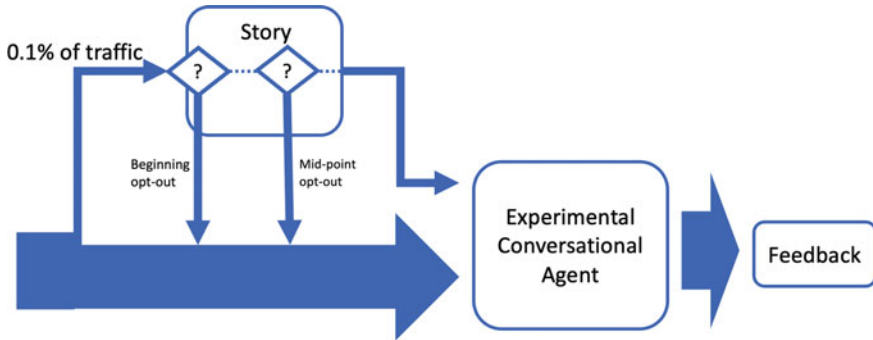 Story
0.1% of traffic
?
?
Beginning
opt-out
Mid-point
opt-out
Experimental
Conversational
Agent
Feedback